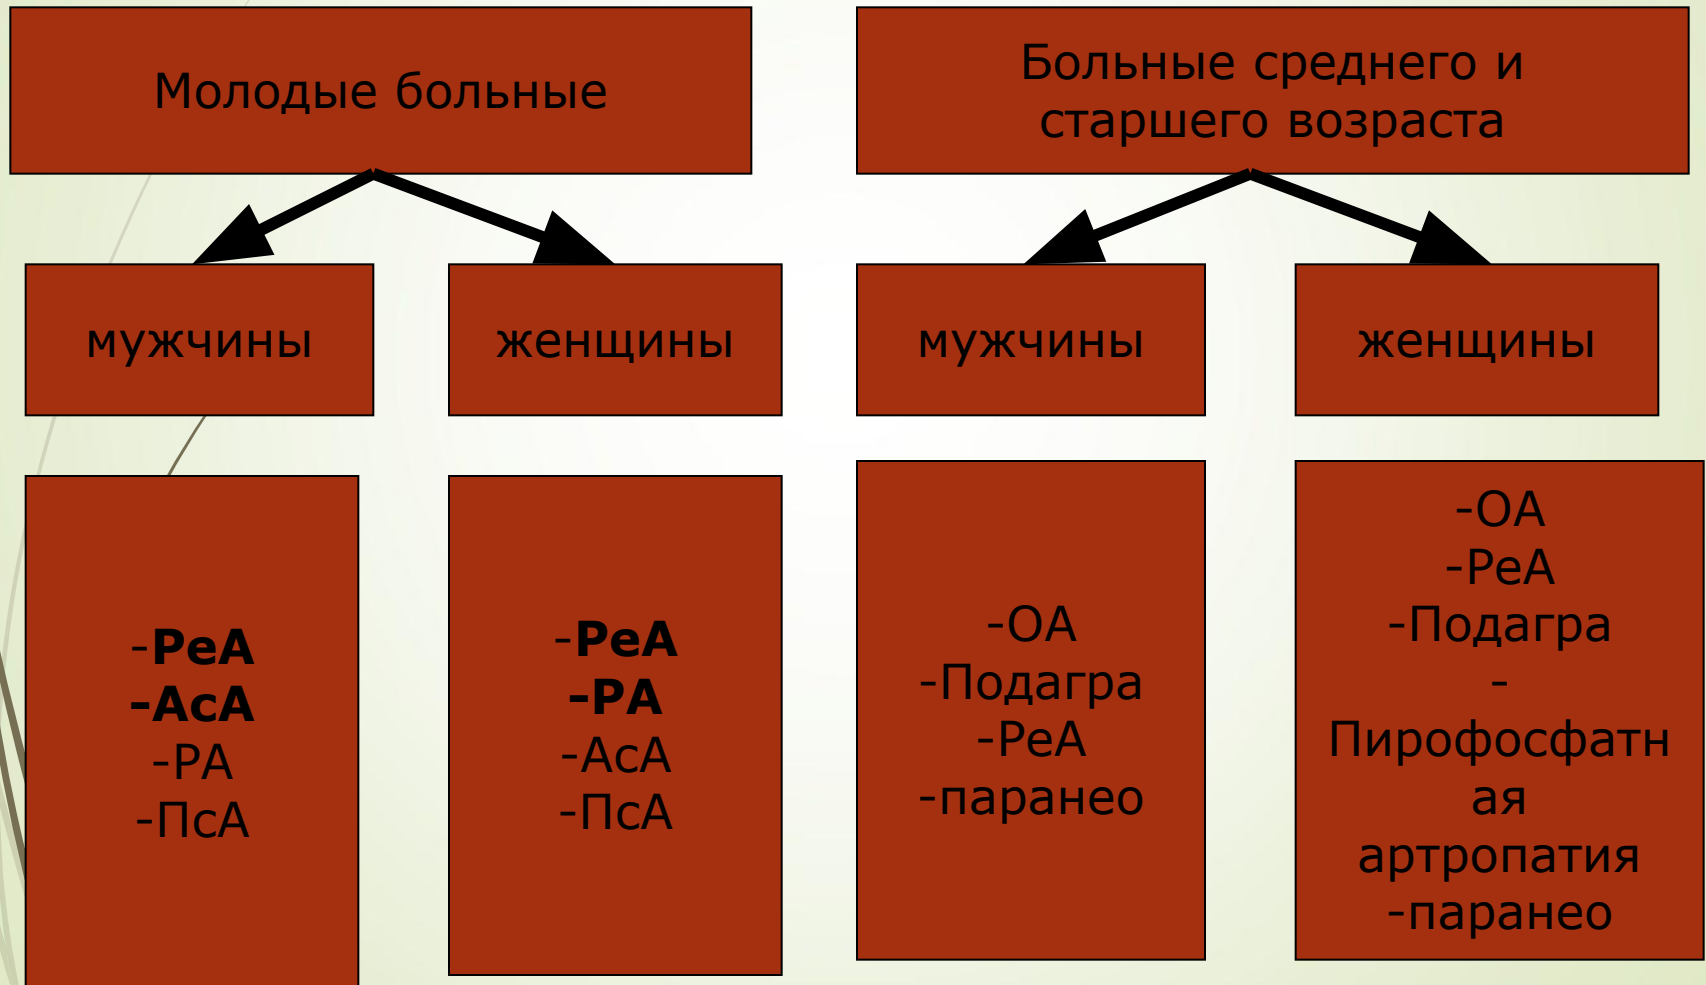 Молодые больные
Больные среднего и
старшего возраста
мужчины
женщины
мужчины
женщины
-РеА
-АсА
-РА
-ПсА
-РеА
-РА
-АсА
-ПсА
-ОА
-Подагра
-РеА
-паранео
-ОА
-РеА
-Подагра
-
Пирофосфатн
ая
артропатия
-паранео